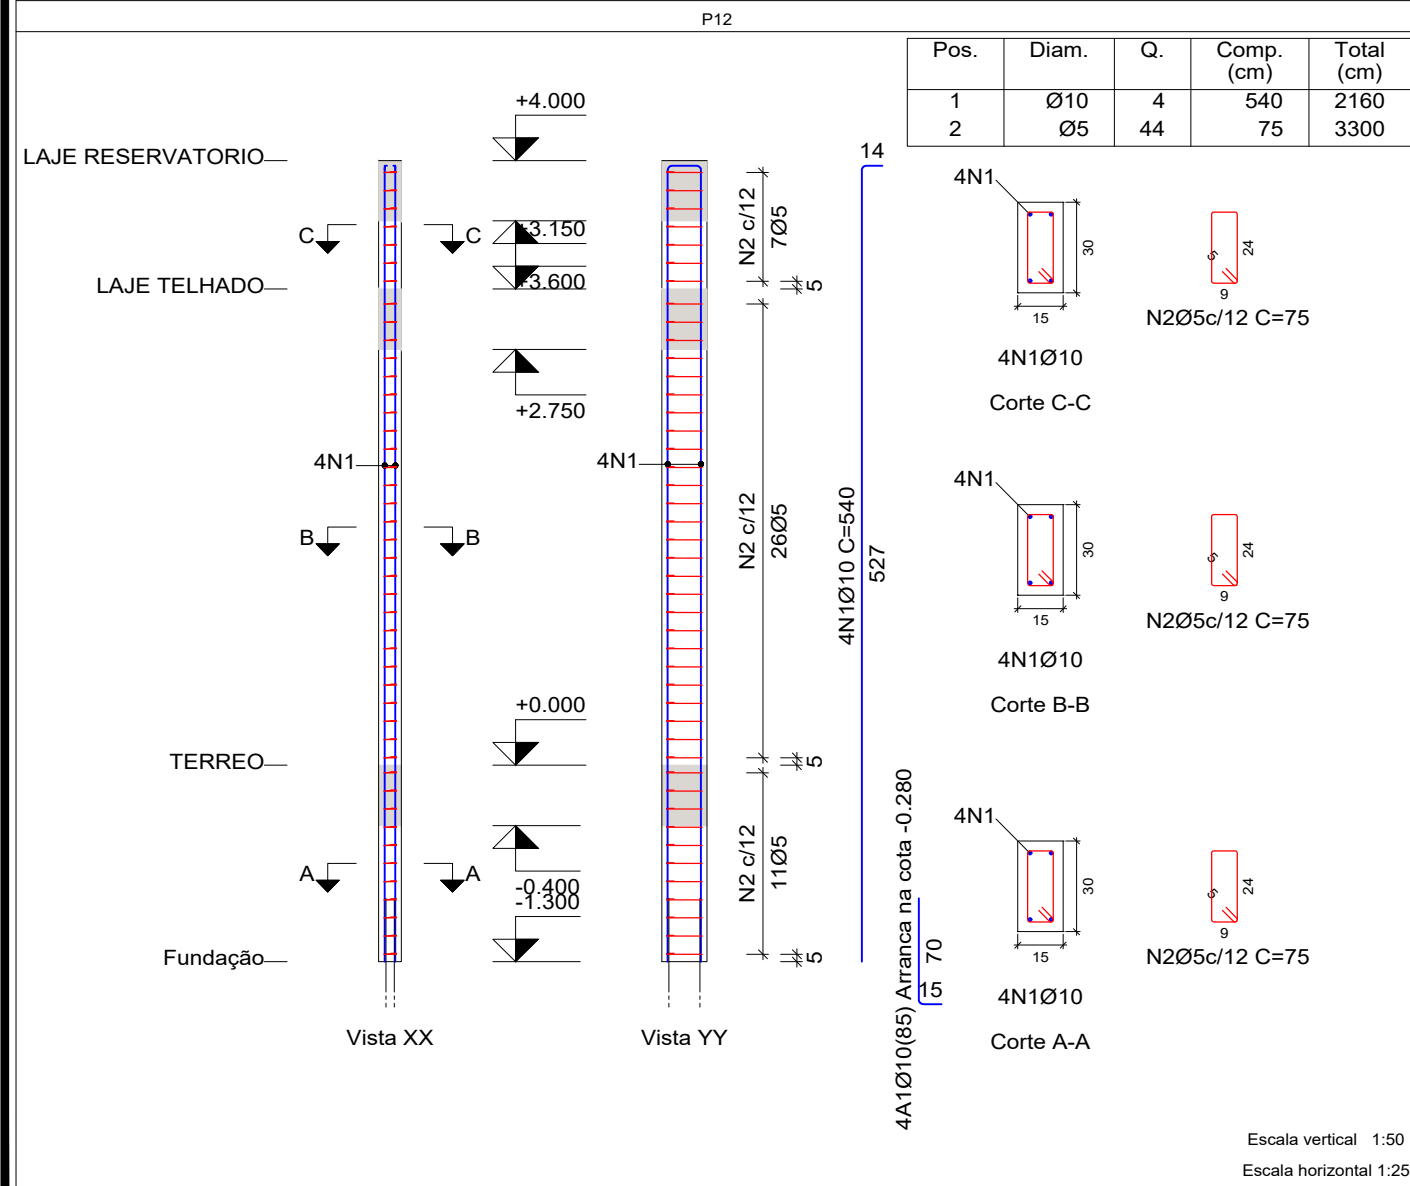 P12
Pos. Diam. Q. Comp. (cm) Total (cm)
1 Ø10 4 540 2160
2 Ø5 44 75 3300
LAJE RESERVATORIO
+4.000
C C
+3.150
LAJE TELHADO
+3.600
+2.750
4N1
4N1
B B
TERREO
+0.000
A A
-0.400
-1.300
Fundação
Vista XX
Vista YY
N2 c/12
7Ø5
5
N2 c/12
26Ø5
5
N2 c/12
11Ø5
5
14
4N1Ø10 C=540
527
4A1Ø10(85) Arranca na cota -0.280
70
15
4N1
30
15
4N1Ø10
Corte C-C
5
24
9
N2Ø5c/12 C=75
4N1
30
15
4N1Ø10
Corte B-B
5
24
9
N2Ø5c/12 C=75
4N1
30
15
4N1Ø10
Corte A-A
5
24
9
N2Ø5c/12 C=75
Escala vertical 1:50
Escala horizontal 1:25